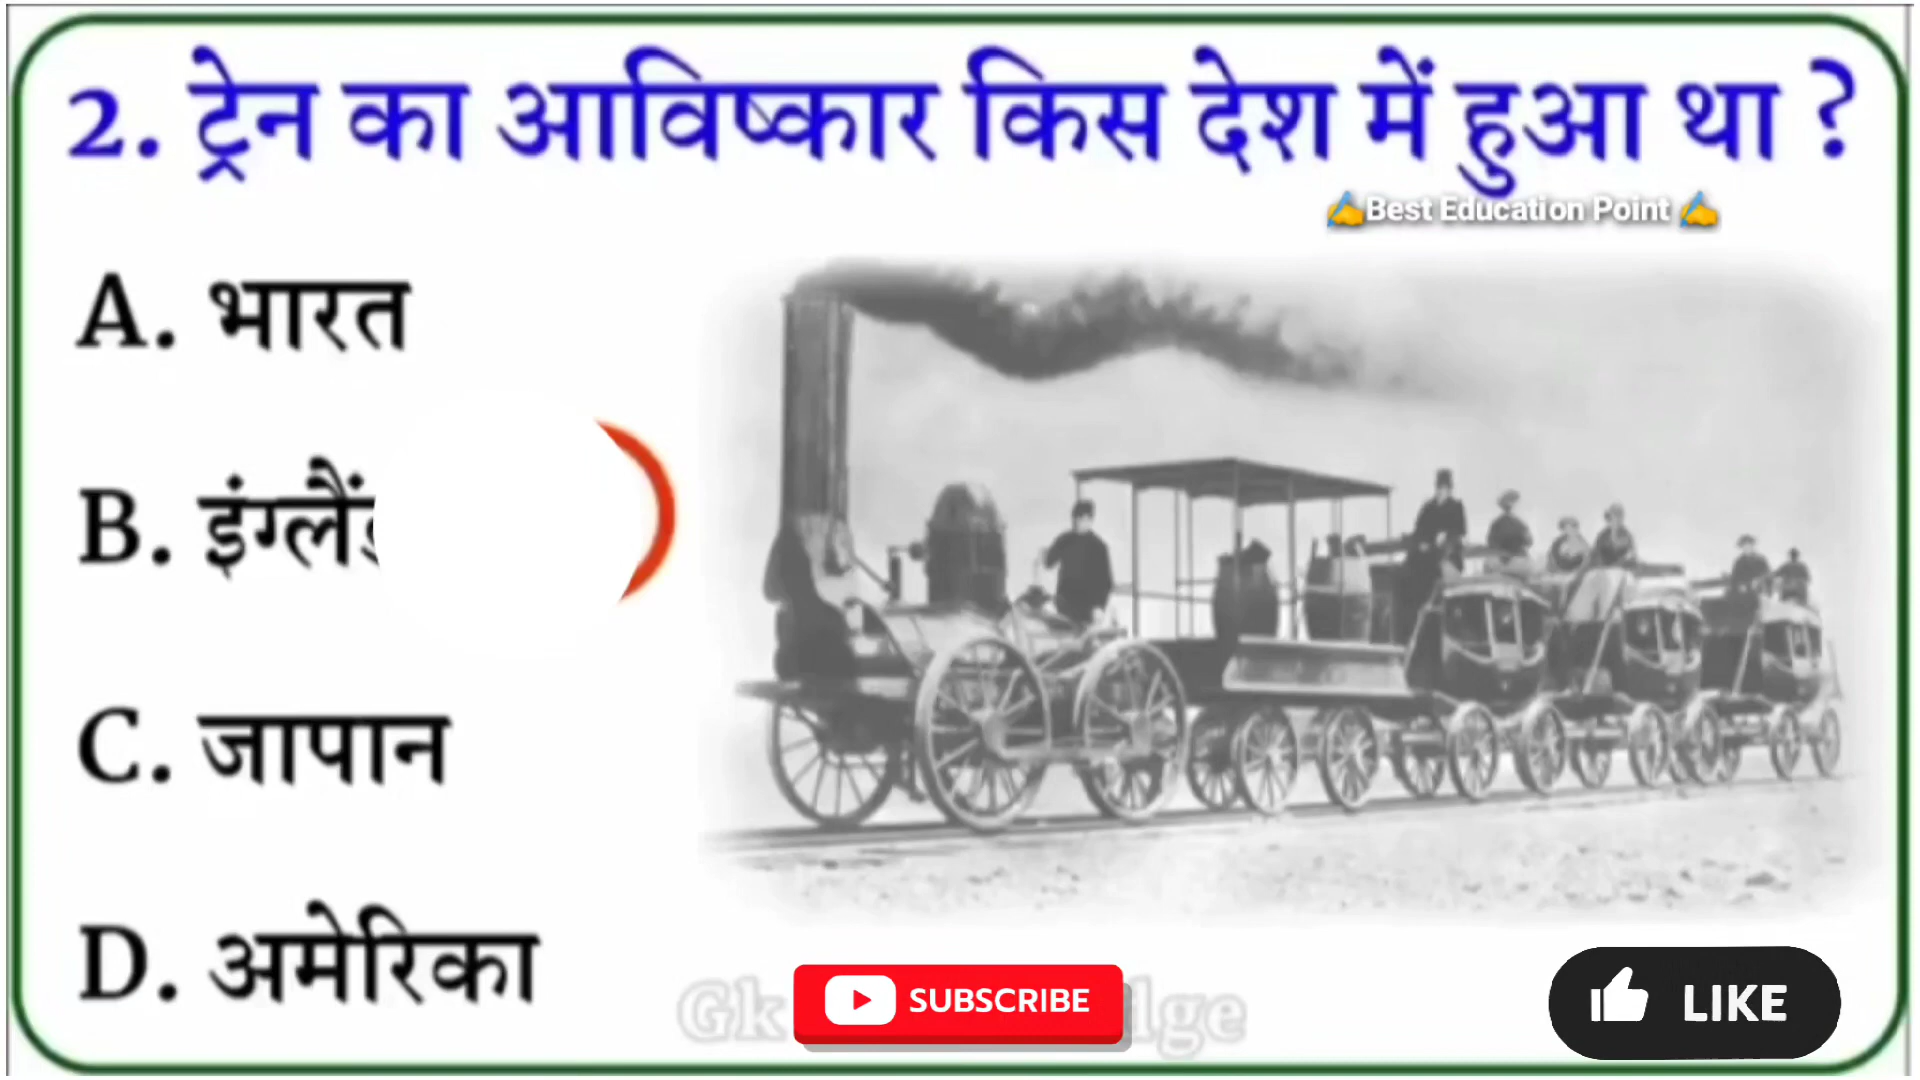 2. ट्रेन का आविष्कार किस देश में हुआ था ?
✍Best Education Point ✍
A. भारत
B.
C. जापान
D. अमेरिका
SUBSCRIBE
LIKE